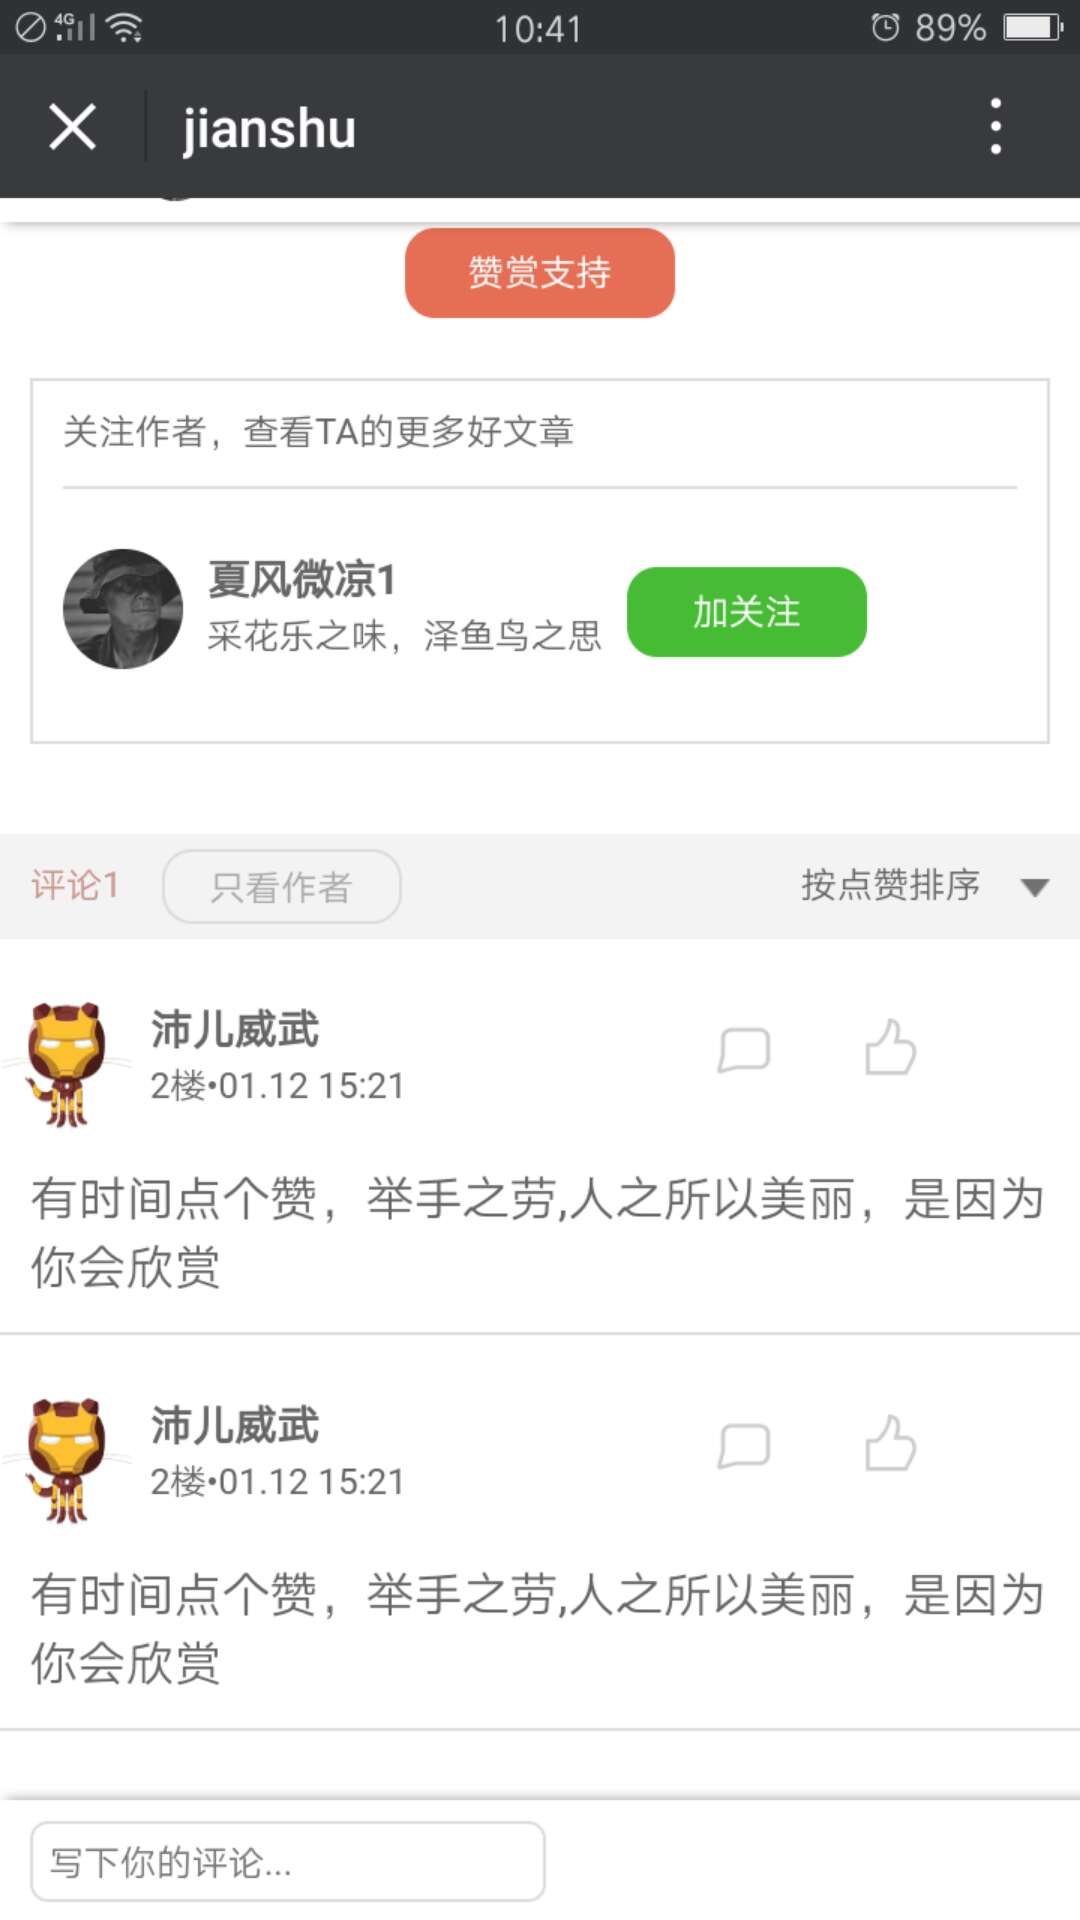 4G
10:41
89%
jianshu
赞赏支持
关注作者，查看TA的更多好文章
夏风微凉1
采花乐之味，泽鱼鸟之思
加关注
评论1
只看作者
按点赞排序
沛儿威武
2楼•01.12 15:21
有时间点个赞，举手之劳,人之所以美丽，是因为
你会欣赏
沛儿威武
2楼•01.12 15:21
有时间点个赞，举手之劳,人之所以美丽，是因为
你会欣赏
写下你的评论...